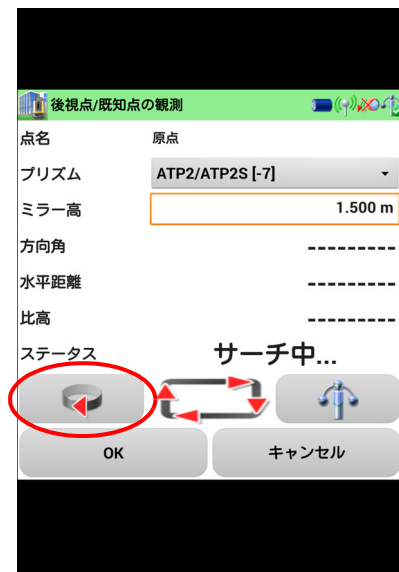 後視点/既知点の観測
点名 原点
プリズム ATP2/ATP2S [-7]
ミラー高 1.500 m
方向角 ---------
水平距離 ---------
比高 ---------
ステータス サーチ中...
OK キャンセル